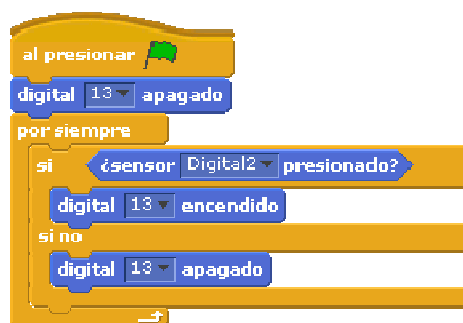 al presionar
digital 13 apagado
por siempre
si ¿sensor Digital2 presionado?
digital 13 encendido
si no
digital 13 apagado